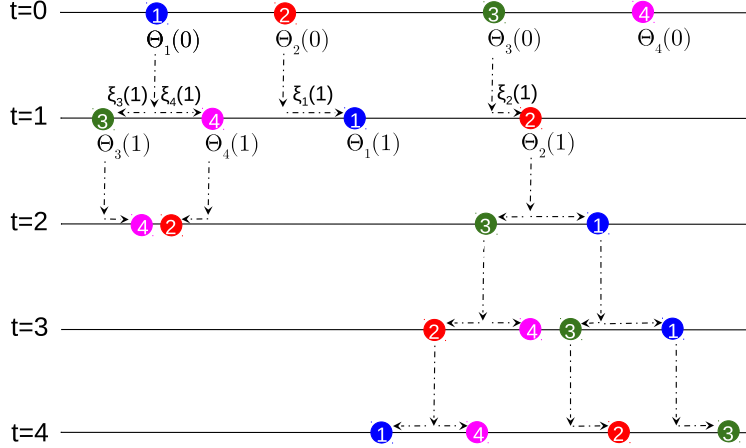 t=0 1 2 3 4
Θ₁(0) Θ₂(0) Θ₃(0) Θ₄(0)
ξ₃(1) ξ₄(1) ξ₁(1) ξ₂(1)
t=1 3 4 1 2
Θ₃(1) Θ₄(1) Θ₁(1) Θ₂(1)
t=2 4 2 3 1
t=3 2 4 3 1
t=4 1 4 2 3